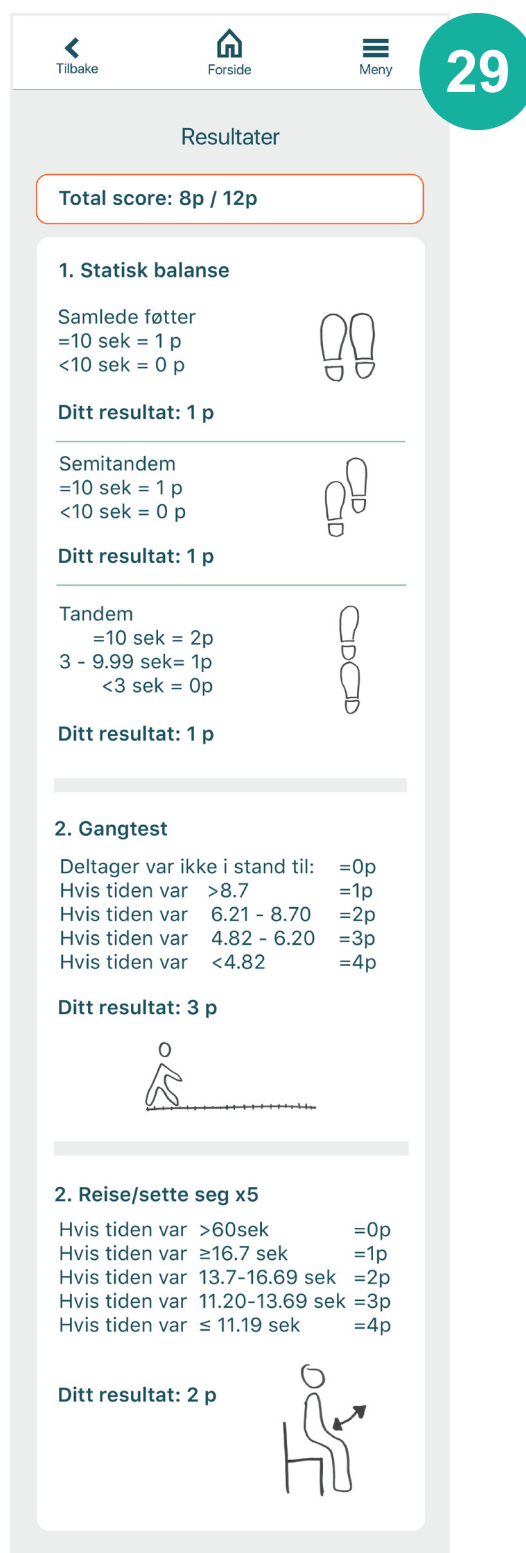 Tilbake
Forside
Meny
29
Resultater
Total score: 8p / 12p
1. Statisk balanse
Samlede føtter
=10 sek = 1 p
<10 sek = 0 p
Ditt resultat: 1 p
Semitandem
=10 sek = 1 p
<10 sek = 0 p
Ditt resultat: 1 p
Tandem
=10 sek = 2p
3 - 9.99 sek= 1p
<3 sek = 0p
Ditt resultat: 1 p
2. Gangtest
Deltager var ikke i stand til: =0p
Hvis tiden var >8.7 =1p
Hvis tiden var 6.21 - 8.70 =2p
Hvis tiden var 4.82 - 6.20 =3p
Hvis tiden var <4.82 =4p
Ditt resultat: 3 p
2. Reise/sette seg x5
Hvis tiden var >60sek =0p
Hvis tiden var ≥16.7 sek =1p
Hvis tiden var 13.7-16.69 sek =2p
Hvis tiden var 11.20-13.69 sek =3p
Hvis tiden var ≤ 11.19 sek =4p
Ditt resultat: 2 p